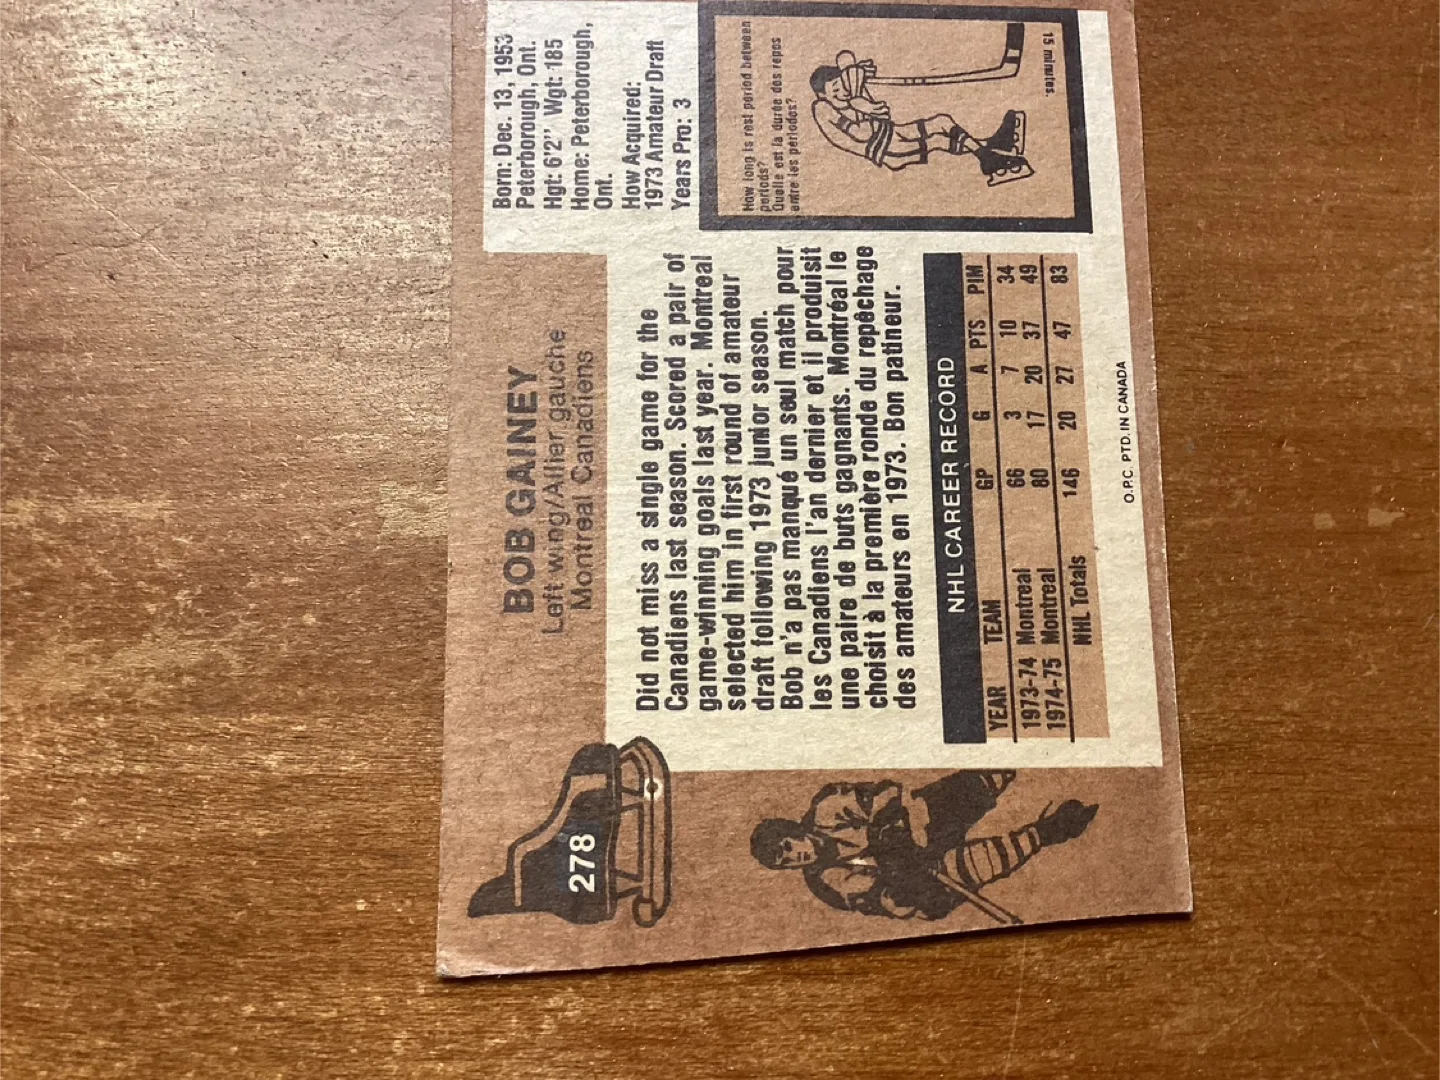 278
BOB GAINEY
Left wing/Ailier gauche
Montreal Canadiens
Born: Dec. 13, 1953
Peterborough, Ont.
Hgt: 6'2" Wgt: 185
Home: Peterborough,
Ont.
How Acquired:
1973 Amateur Draft
Years Pro: 3
Did not miss a single game for the
Canadiens last season. Scored a pair of
game-winning goals last year. Montreal
selected him in first round of amateur
draft following 1973 junior season.
Bob n'a pas manqué un seul match pour
les Canadiens l'an dernier et il produisit
une paire de buts gagnants. Montréal le
choisit à la première ronde du repêchage
des amateurs en 1973. Bon patineur.
How long is rest period between
periods?
Quelle est la durée des repos
entre les périodes?
15 minutes.
NHL CAREER RECORD
YEAR TEAM GP G A PTS PIM
1973-74 Montreal 66 3 7 10 34
1974-75 Montreal 80 17 20 37 49
NHL Totals 146 20 27 47 83
O.P.C. PTD. IN CANADA